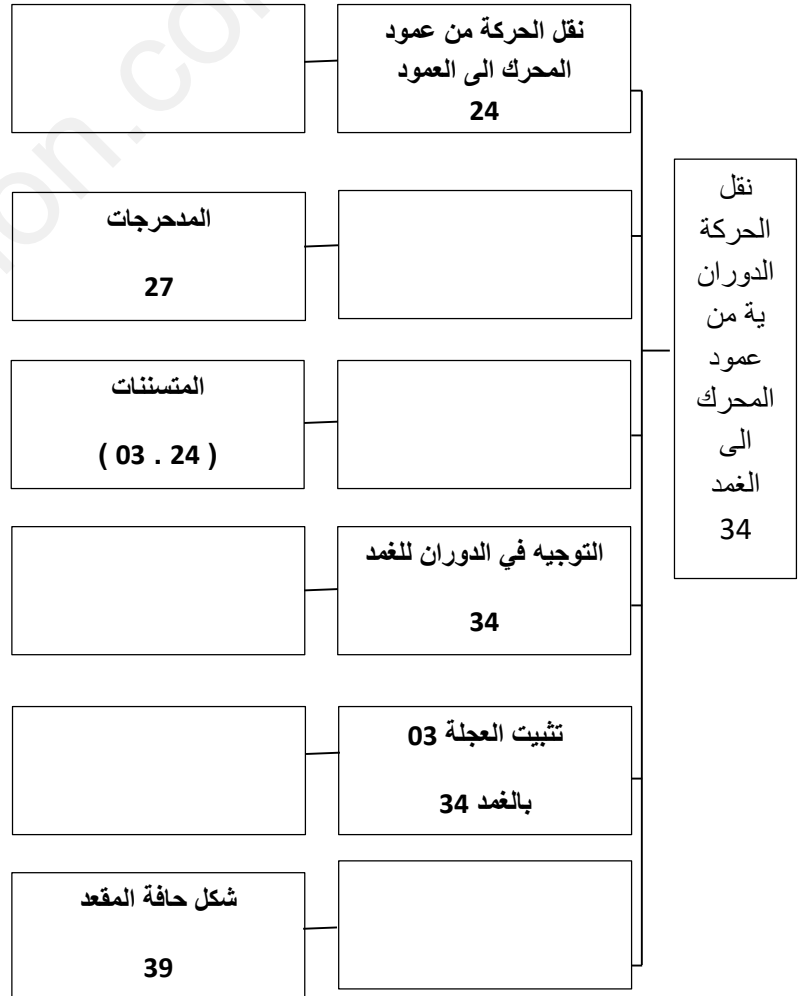 نقل الحركة من عمود
المحرك الى العمود
24
نقل
الحركة
الدوران
ية من
عمود
المحرك
الى
الغمد
34
المدحرجات
27
المتسننات
( 03 . 24 )
التوجيه في الدوران للغمد
34
تثبيت العجلة 03
بالغمد 34
شكل حافة المقعد
39